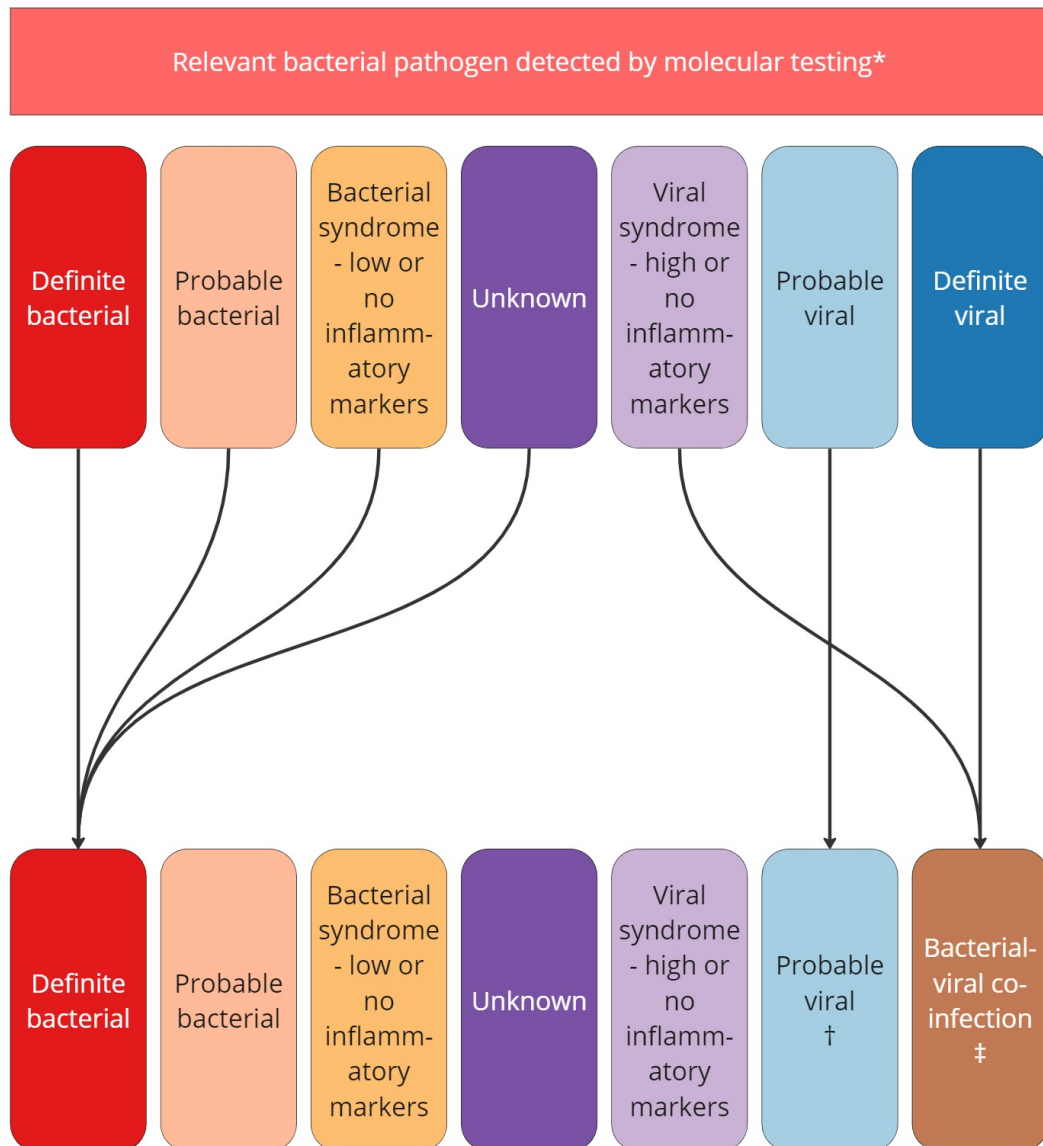 Relevant bacterial pathogen detected by molecular testing*
Definite
bacterial
Probable
bacterial
Bacterial
syndrome
- low or
no
inflamm-
atory
markers
Unknown
Viral
syndrome
- high or
no
inflamm-
atory
markers
Probable
viral
Definite
viral
Definite
bacterial
Probable
bacterial
Bacterial
syndrome
- low or
no
inflamm-
atory
markers
Unknown
Viral
syndrome
- high or
no
inflamm-
atory
markers
Probable
viral
†
Bacterial-
viral co-
infection
‡